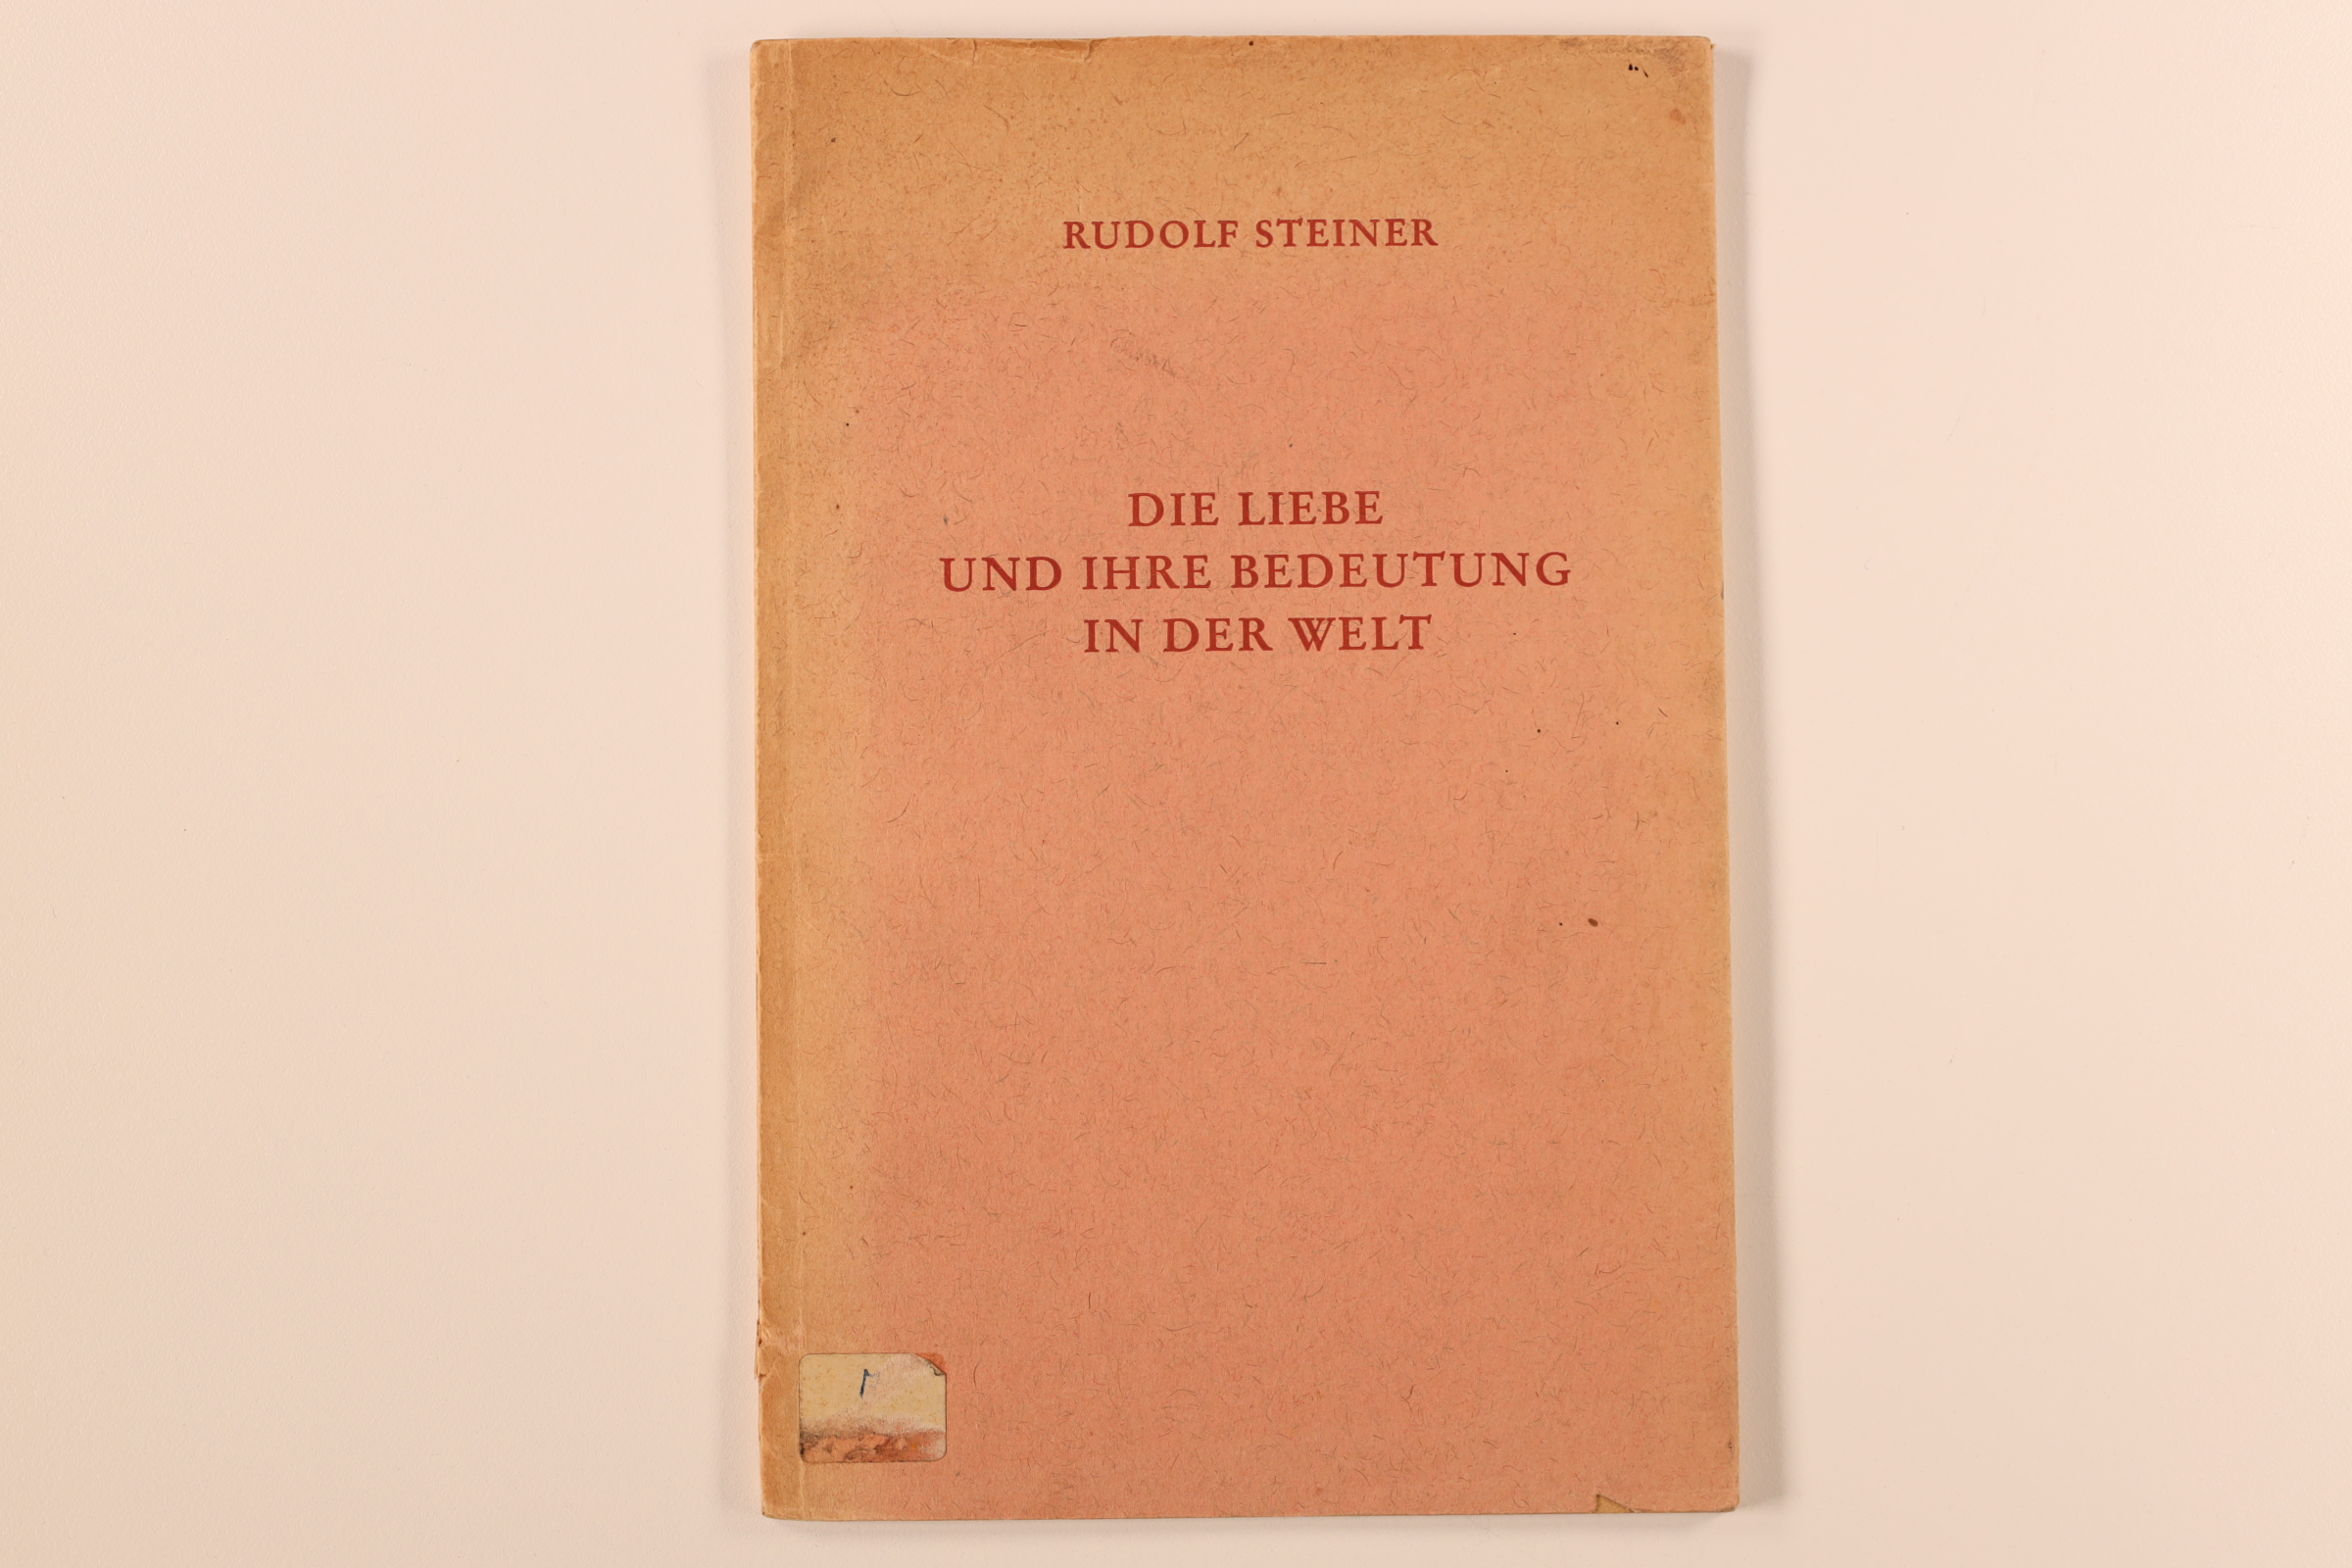 RUDOLF STEINER
DIE LIEBE
UND IHRE BEDEUTUNG
IN DER WELT